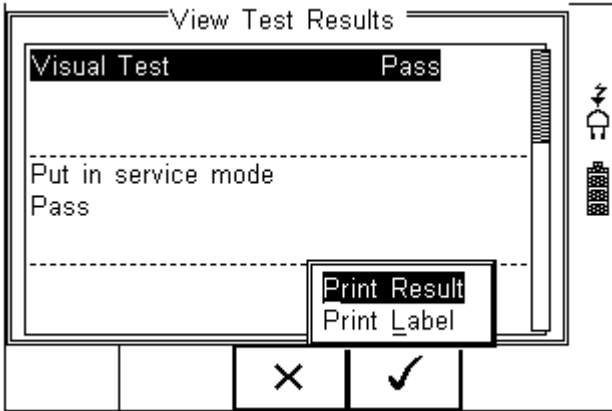 View Test Results
Visual Test Pass
Put in service mode
Pass
Print Result
Print Label